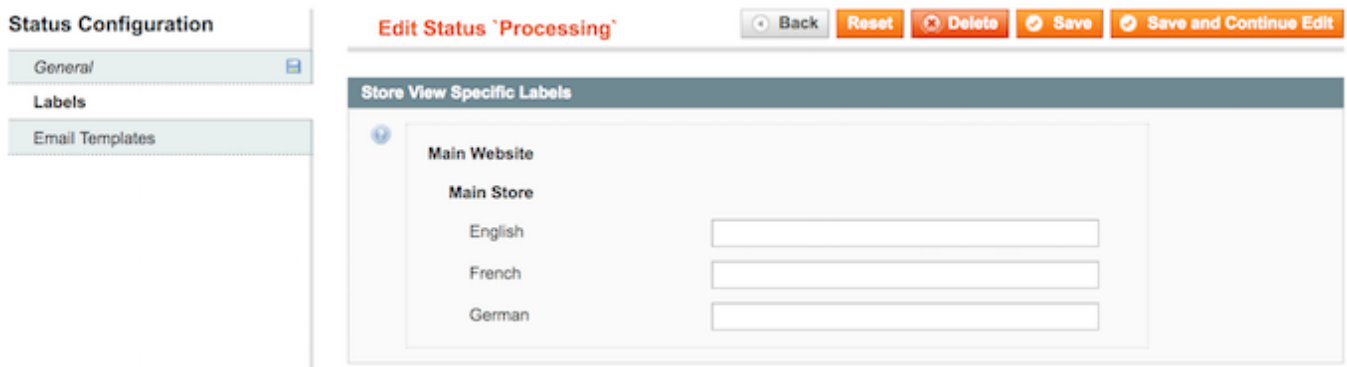 Status Configuration
General
Labels
Email Templates
Edit Status `Processing`
Back Reset Delete Save Save and Continue Edit
Store View Specific Labels
Main Website
Main Store
English
French
German